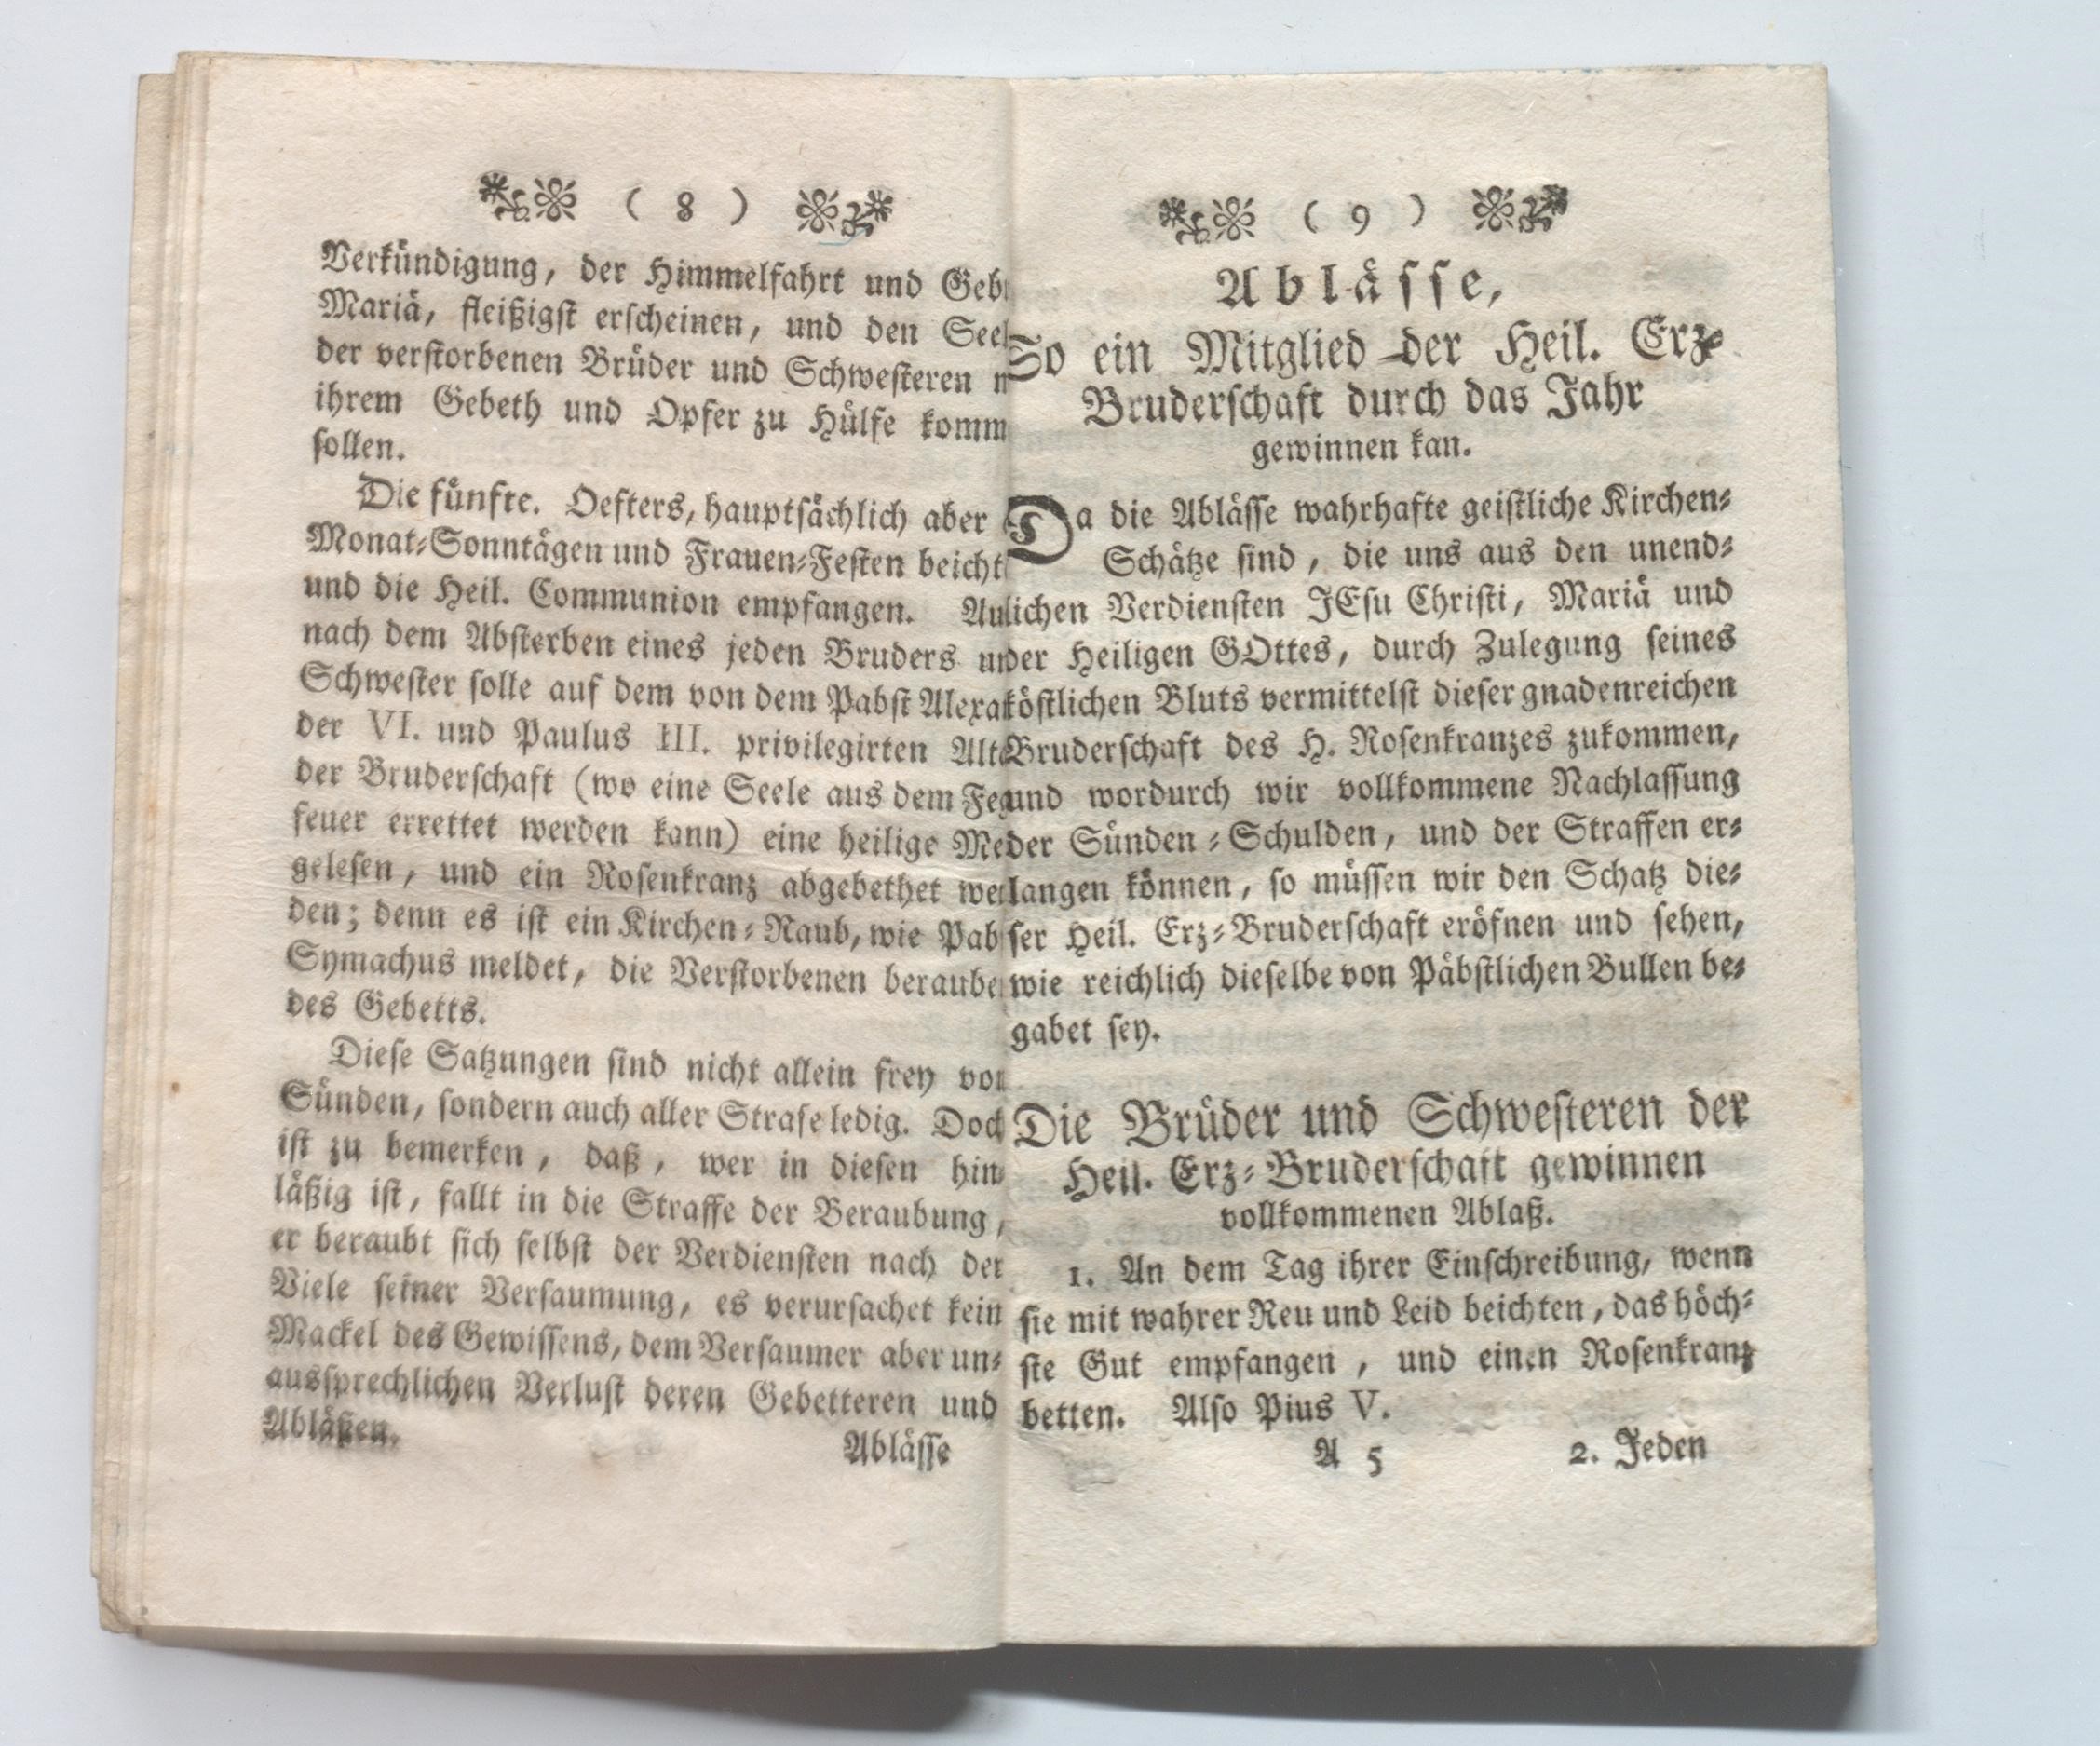 ( 8 )
Verkündigung, der Himmelfahrt und Geb
Mariä, fleißigst erscheinen, und den Seel
der verstorbenen Brüder und Schwesteren
ihrem Gebeth und Opfer zu Hülfe komm
sollen.
Die fünfte. Oefters, hauptsächlich aber
Monat-Sonntägen und Frauen-Festen beicht
und die Heil. Communion empfangen. Au
nach dem Absterben eines jeden Bruders un
Schwester solle auf dem von dem Pabst Alexa
der VI. und Paulus III. privilegirten Alt
der Bruderschaft (wo eine Seele aus dem Feg
feuer errettet werden kann) eine heilige Me
gelesen, und ein Rosenkranz abgebethet we
den; denn es ist ein Kirchen-Raub, wie Pab
Symachus meldet, die Verstorbenen beraube
des Gebetts.
Diese Satzungen sind nicht allein frey von
Sünden, sondern auch aller Strafe ledig. Doch
ist zu bemerken, daß, wer in diesen hin-
läßig ist, fallt in die Straffe der Beraubung,
er beraubt sich selbst der Verdiensten nach der
Viele seiner Versaumung, es verursachet kein
Mackel des Gewissens, dem Versaumer aber un-
aussprechlichen Verlust deren Gebetteren und
Abläßen.
Ablässe
( 9 )
Ablässe,
So ein Mitglied der Heil. Erz-
Bruderschaft durch das Jahr
gewinnen kan.
Da die Ablässe wahrhafte geistliche Kirchen-
Schätze sind, die uns aus den unend-
lichen Verdiensten JEsu Christi, Mariä und
der Heiligen GOttes, durch Zulegung seines
köstlichen Bluts vermittelst dieser gnadenreichen
Bruderschaft des H. Rosenkranzes zukommen,
und wordurch wir vollkommene Nachlassung
der Sünden-Schulden, und der Straffen er-
langen können, so müssen wir den Schatz die-
ser Heil. Erz-Bruderschaft eröfnen und sehen,
wie reichlich dieselbe von Päbstlichen Bullen be-
gabet sey.
Die Brüder und Schwesteren der
Heil. Erz-Bruderschaft gewinnen
vollkommenen Ablaß.
1. An dem Tag ihrer Einschreibung, wenn
sie mit wahrer Reu und Leid beichten, das höch-
ste Gut empfangen, und einen Rosenkranz
betten. Also Pius V.
A 5 2. Jeden